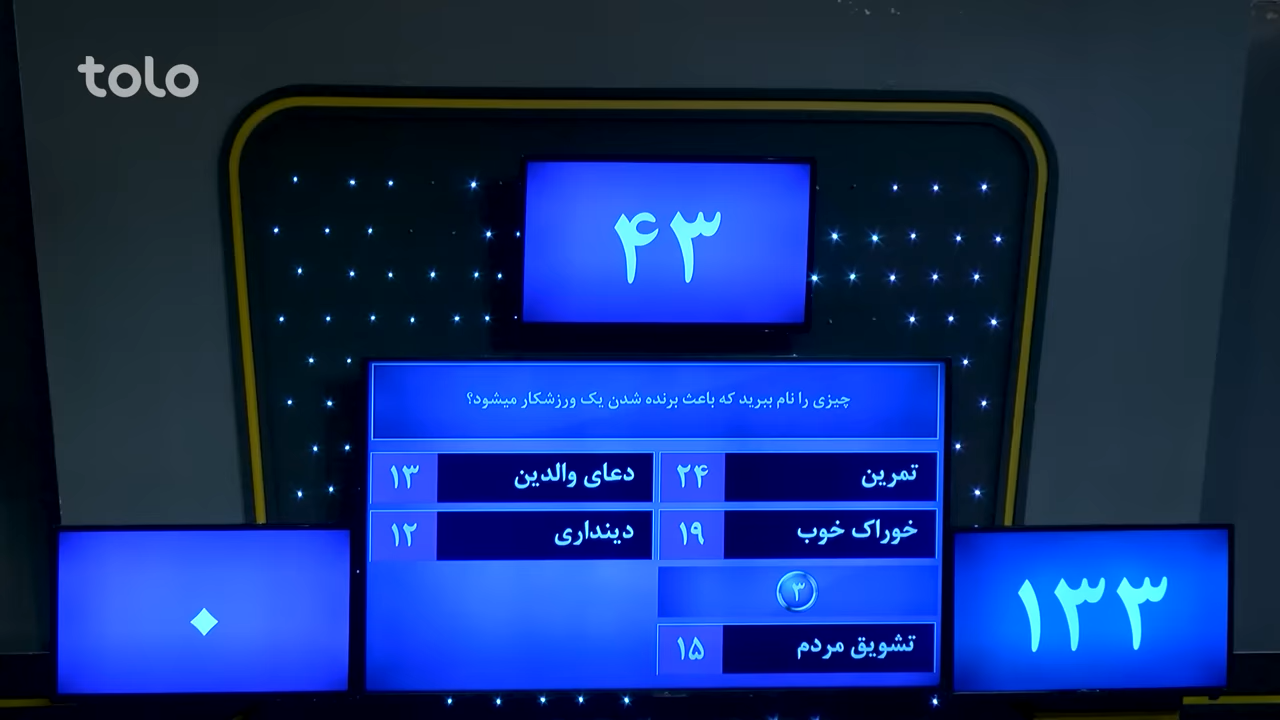 tolo
۴۳
چیزی را نام ببرید که باعث برنده شدن یک ورزشکار میشود؟
تمرین ۲۴
دعای والدین ۱۳
خوراک خوب ۱۹
دینداری ۱۲
۳
تشویق مردم ۱۵
۱۳۳
۰